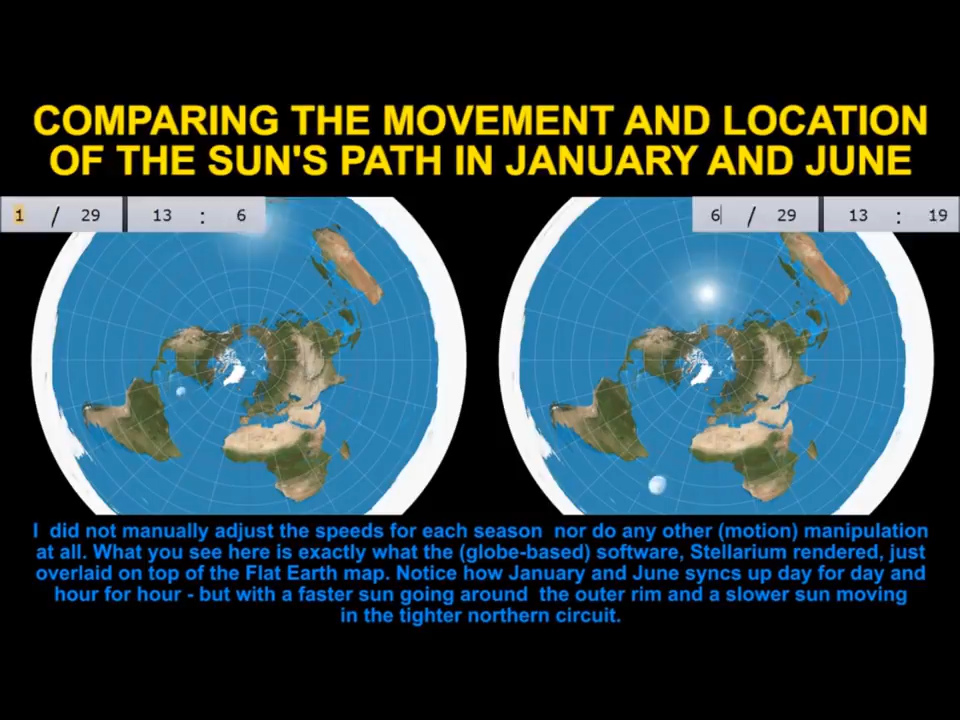 COMPARING THE MOVEMENT AND LOCATION
OF THE SUN'S PATH IN JANUARY AND JUNE
1 / 29 13 : 6
6 / 29 13 : 19
I did not manually adjust the speeds for each season nor do any other (motion) manipulation
at all. What you see here is exactly what the (globe-based) software, Stellarium rendered, just
overlaid on top of the Flat Earth map. Notice how January and June syncs up day for day and
hour for hour - but with a faster sun going around the outer rim and a slower sun moving
in the tighter northern circuit.